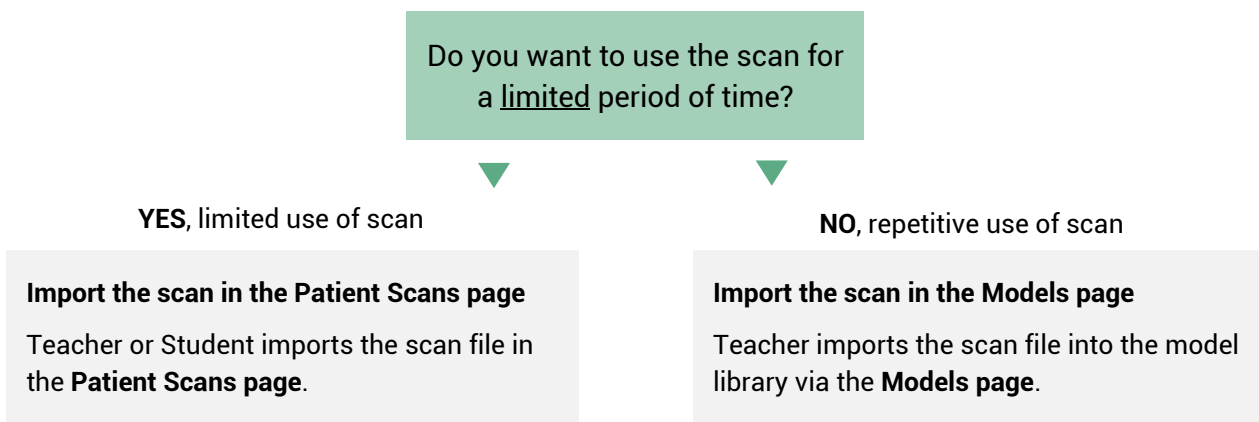 Do you want to use the scan for
a limited period of time?
YES, limited use of scan
Import the scan in the Patient Scans page
Teacher or Student imports the scan file in
the Patient Scans page.
NO, repetitive use of scan
Import the scan in the Models page
Teacher imports the scan file into the model
library via the Models page.